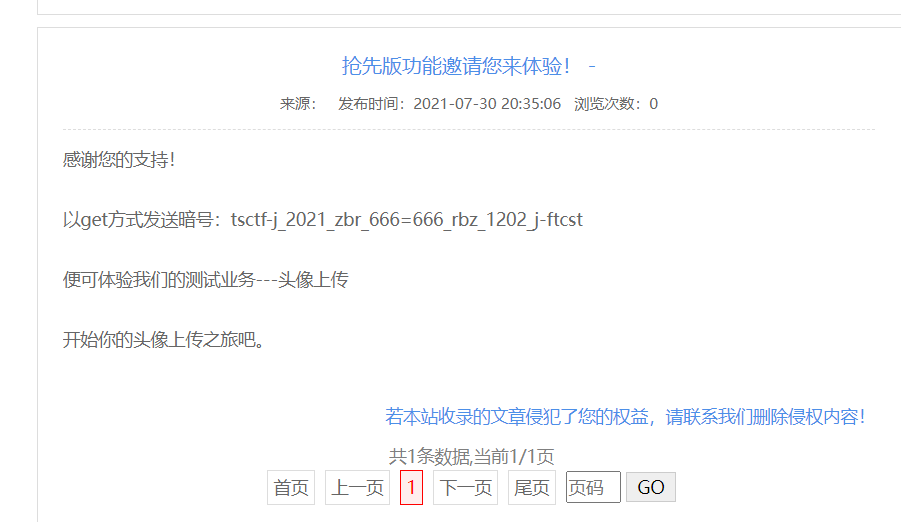 抢先版功能邀请您来体验！ -
来源： 发布时间：2021-07-30 20:35:06 浏览次数：0
感谢您的支持！
以get方式发送暗号：tsctf-j_2021_zbr_666=666_rbz_1202_j-ftcst
便可体验我们的测试业务---头像上传
开始你的头像上传之旅吧。
若本站收录的文章侵犯了您的权益，请联系我们删除侵权内容！
共1条数据,当前1/1页
首页 上一页 1 下一页 尾页 页码 GO